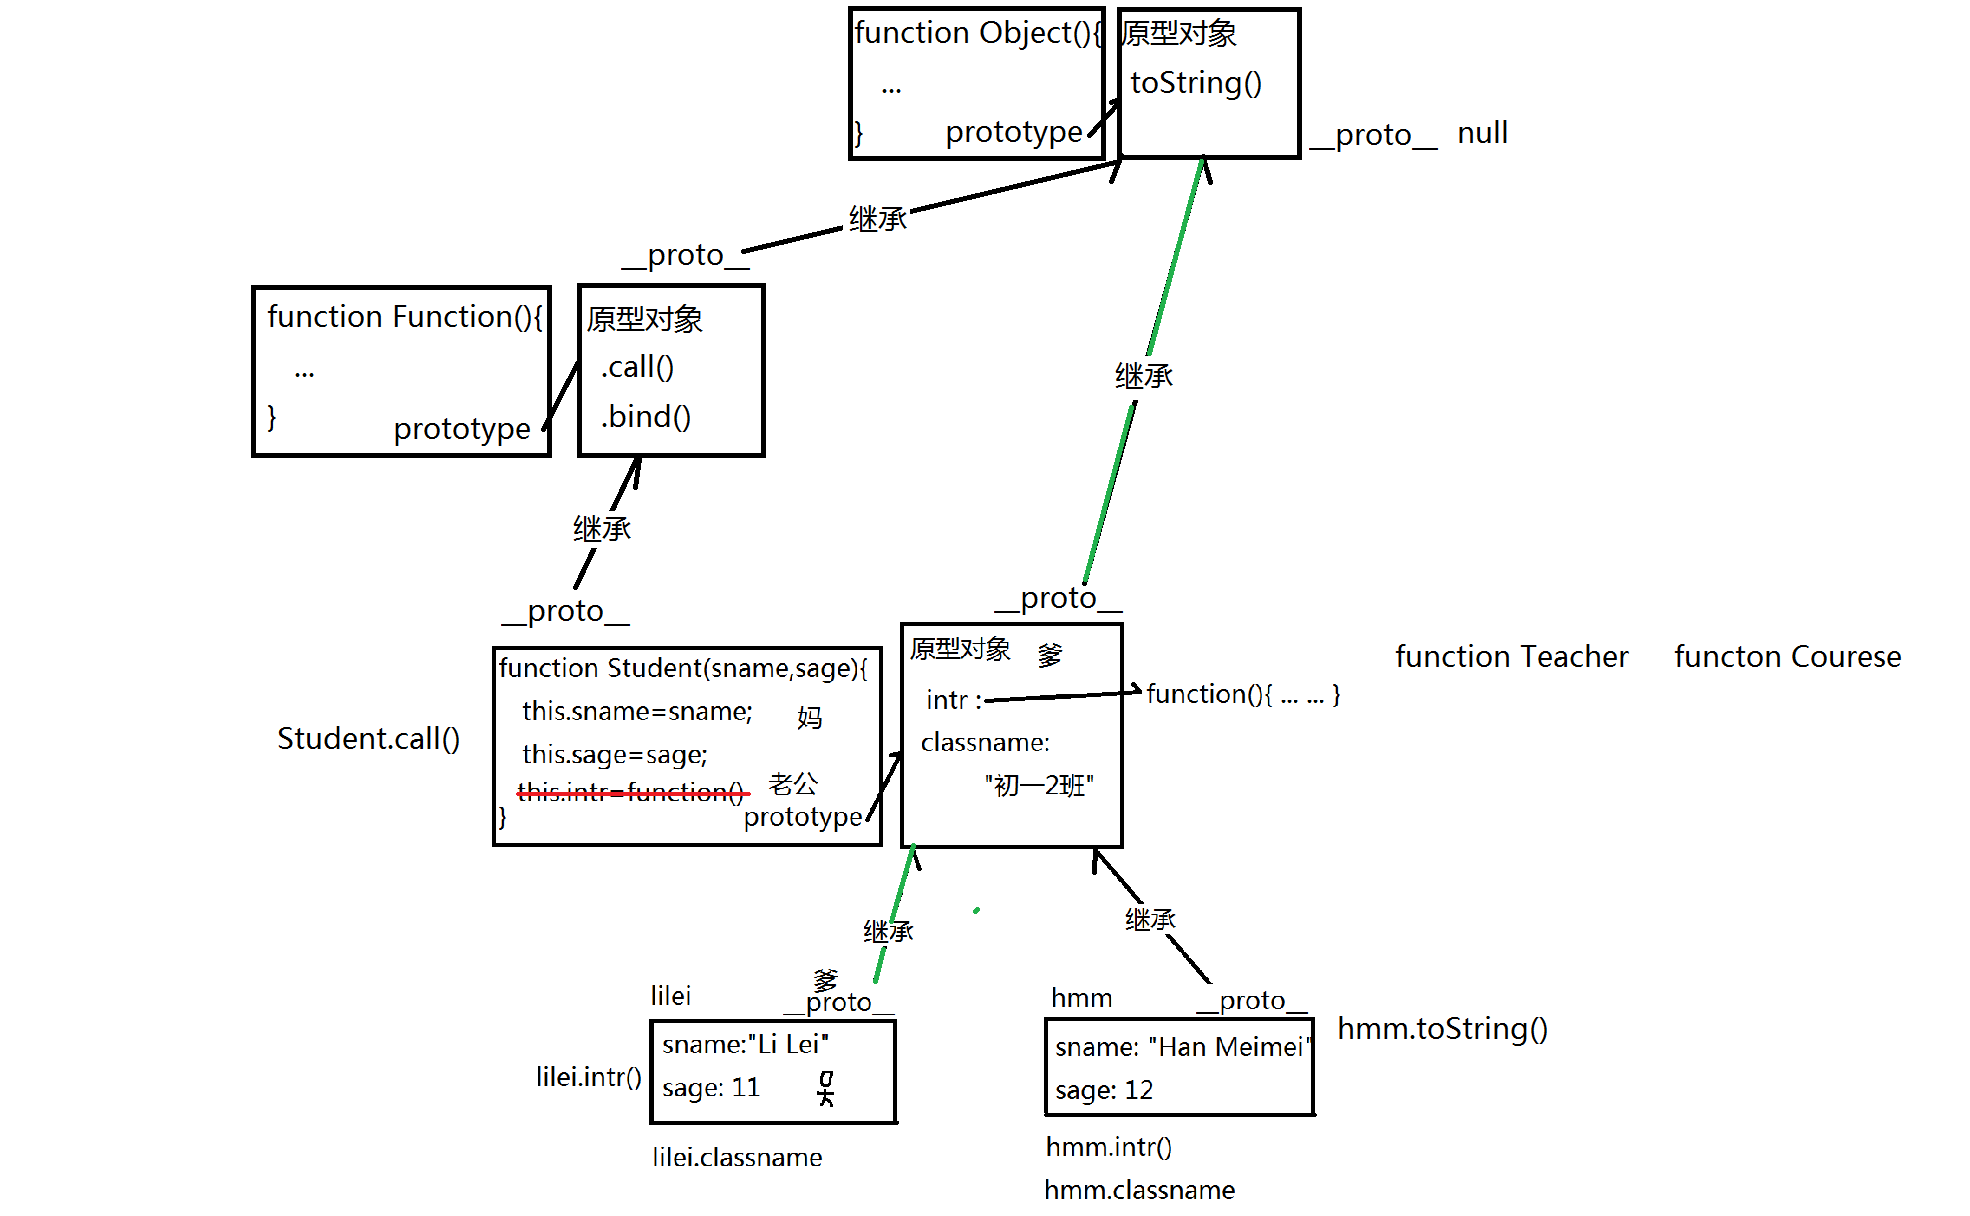 function Object(){
...
}
prototype
原型对象
toString()
__proto__ null
继承
__proto__
function Function(){
...
}
prototype
原型对象
.call()
.bind()
继承
继承
__proto__
__proto__
function Student(sname,sage){
this.sname=sname;
妈
this.sage=sage;
this.intr=function()
老公
}
prototype
Student.call()
原型对象 爹
intr :
function(){ ... ... }
classname:
"初一2班"
function Teacher
functon Courese
继承
继承
lilei
爹
__proto__
sname:"Li Lei"
sage: 11
lilei.intr()
lilei.classname
hmm
__proto__
sname: "Han Meimei"
sage: 12
hmm.toString()
hmm.intr()
hmm.classname